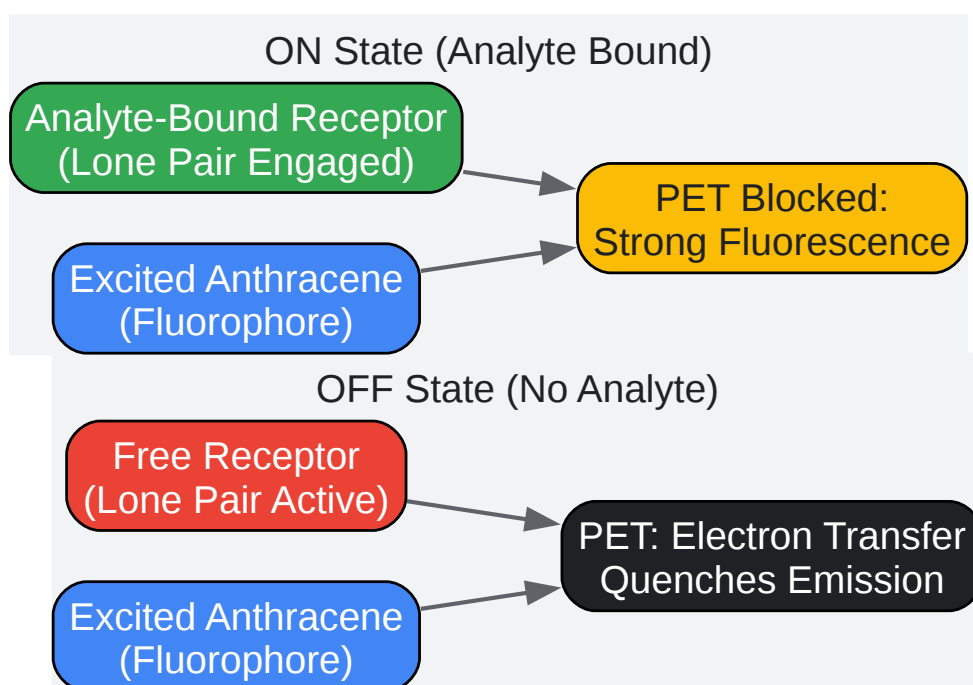 ON State (Analyte Bound)
Analyte-Bound Receptor
(Lone Pair Engaged)
PET Blocked:
Strong Fluorescence
Excited Anthracene
(Fluorophore)
OFF State (No Analyte)
Free Receptor
(Lone Pair Active)
PET: Electron Transfer
Quenches Emission
Excited Anthracene
(Fluorophore)